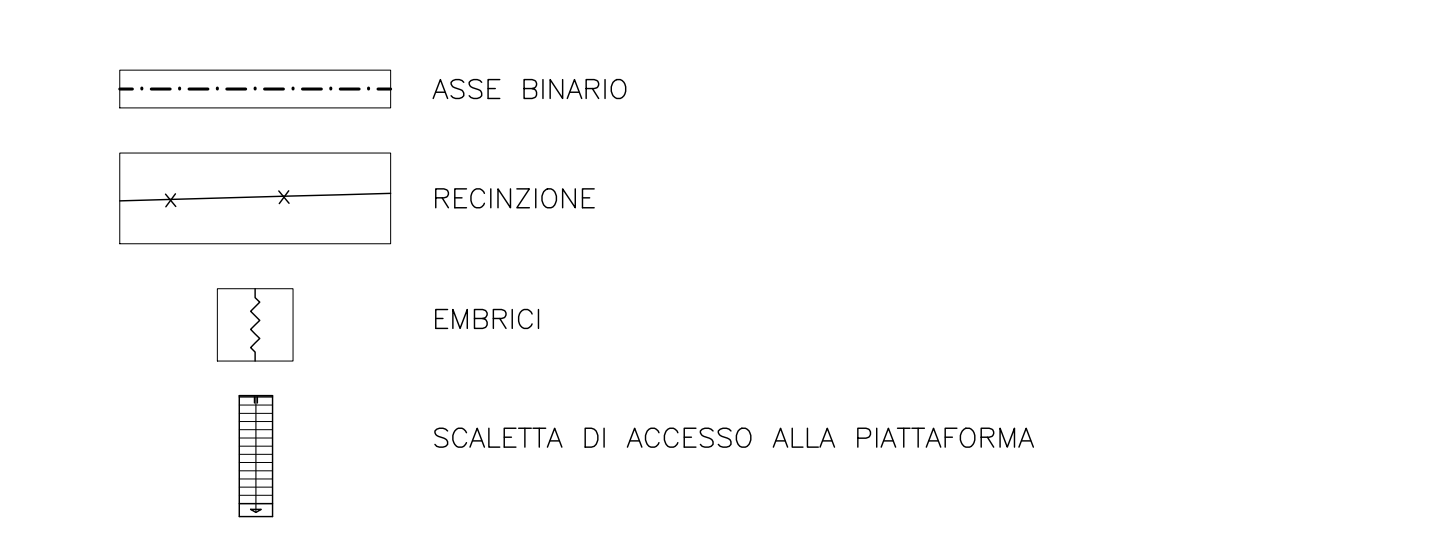 ASSE BINARIO
RECINZIONE
EMBRICI
SCALETTA DI ACCESSO ALLA PIATTAFORMA